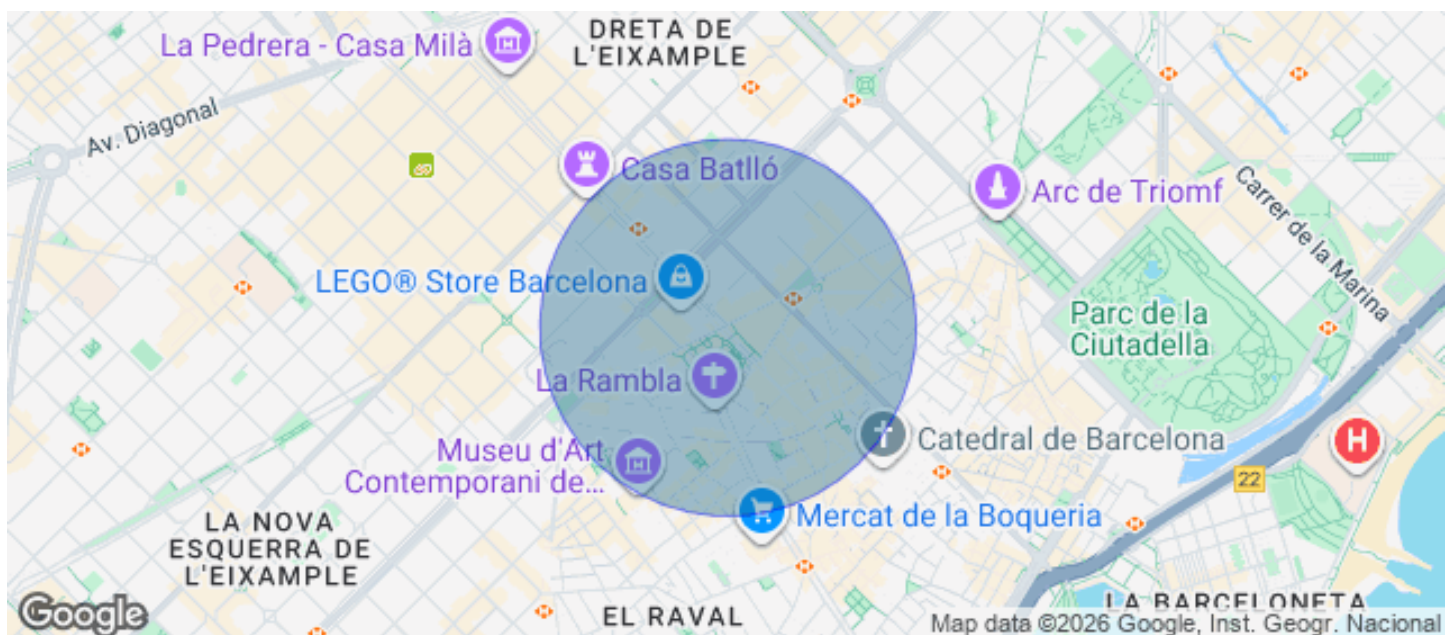 DRETA DE
L'EIXAMPLE
La Pedrera - Casa Milà
Av. Diagonal
Casa Batlló
Arc de Triomf
Carrer de la Marina
LEGO® Store Barcelona
Parc de la
Ciutadella
La Rambla
Museu d'Art
Contemporani de...
Catedral de Barcelona
H
22
Mercat de la Boqueria
LA NOVA
ESQUERRA DE
L'EIXAMPLE
EL RAVAL
LA BARCELONETA
Google
Map data ©2026 Google, Inst. Geogr. Nacional